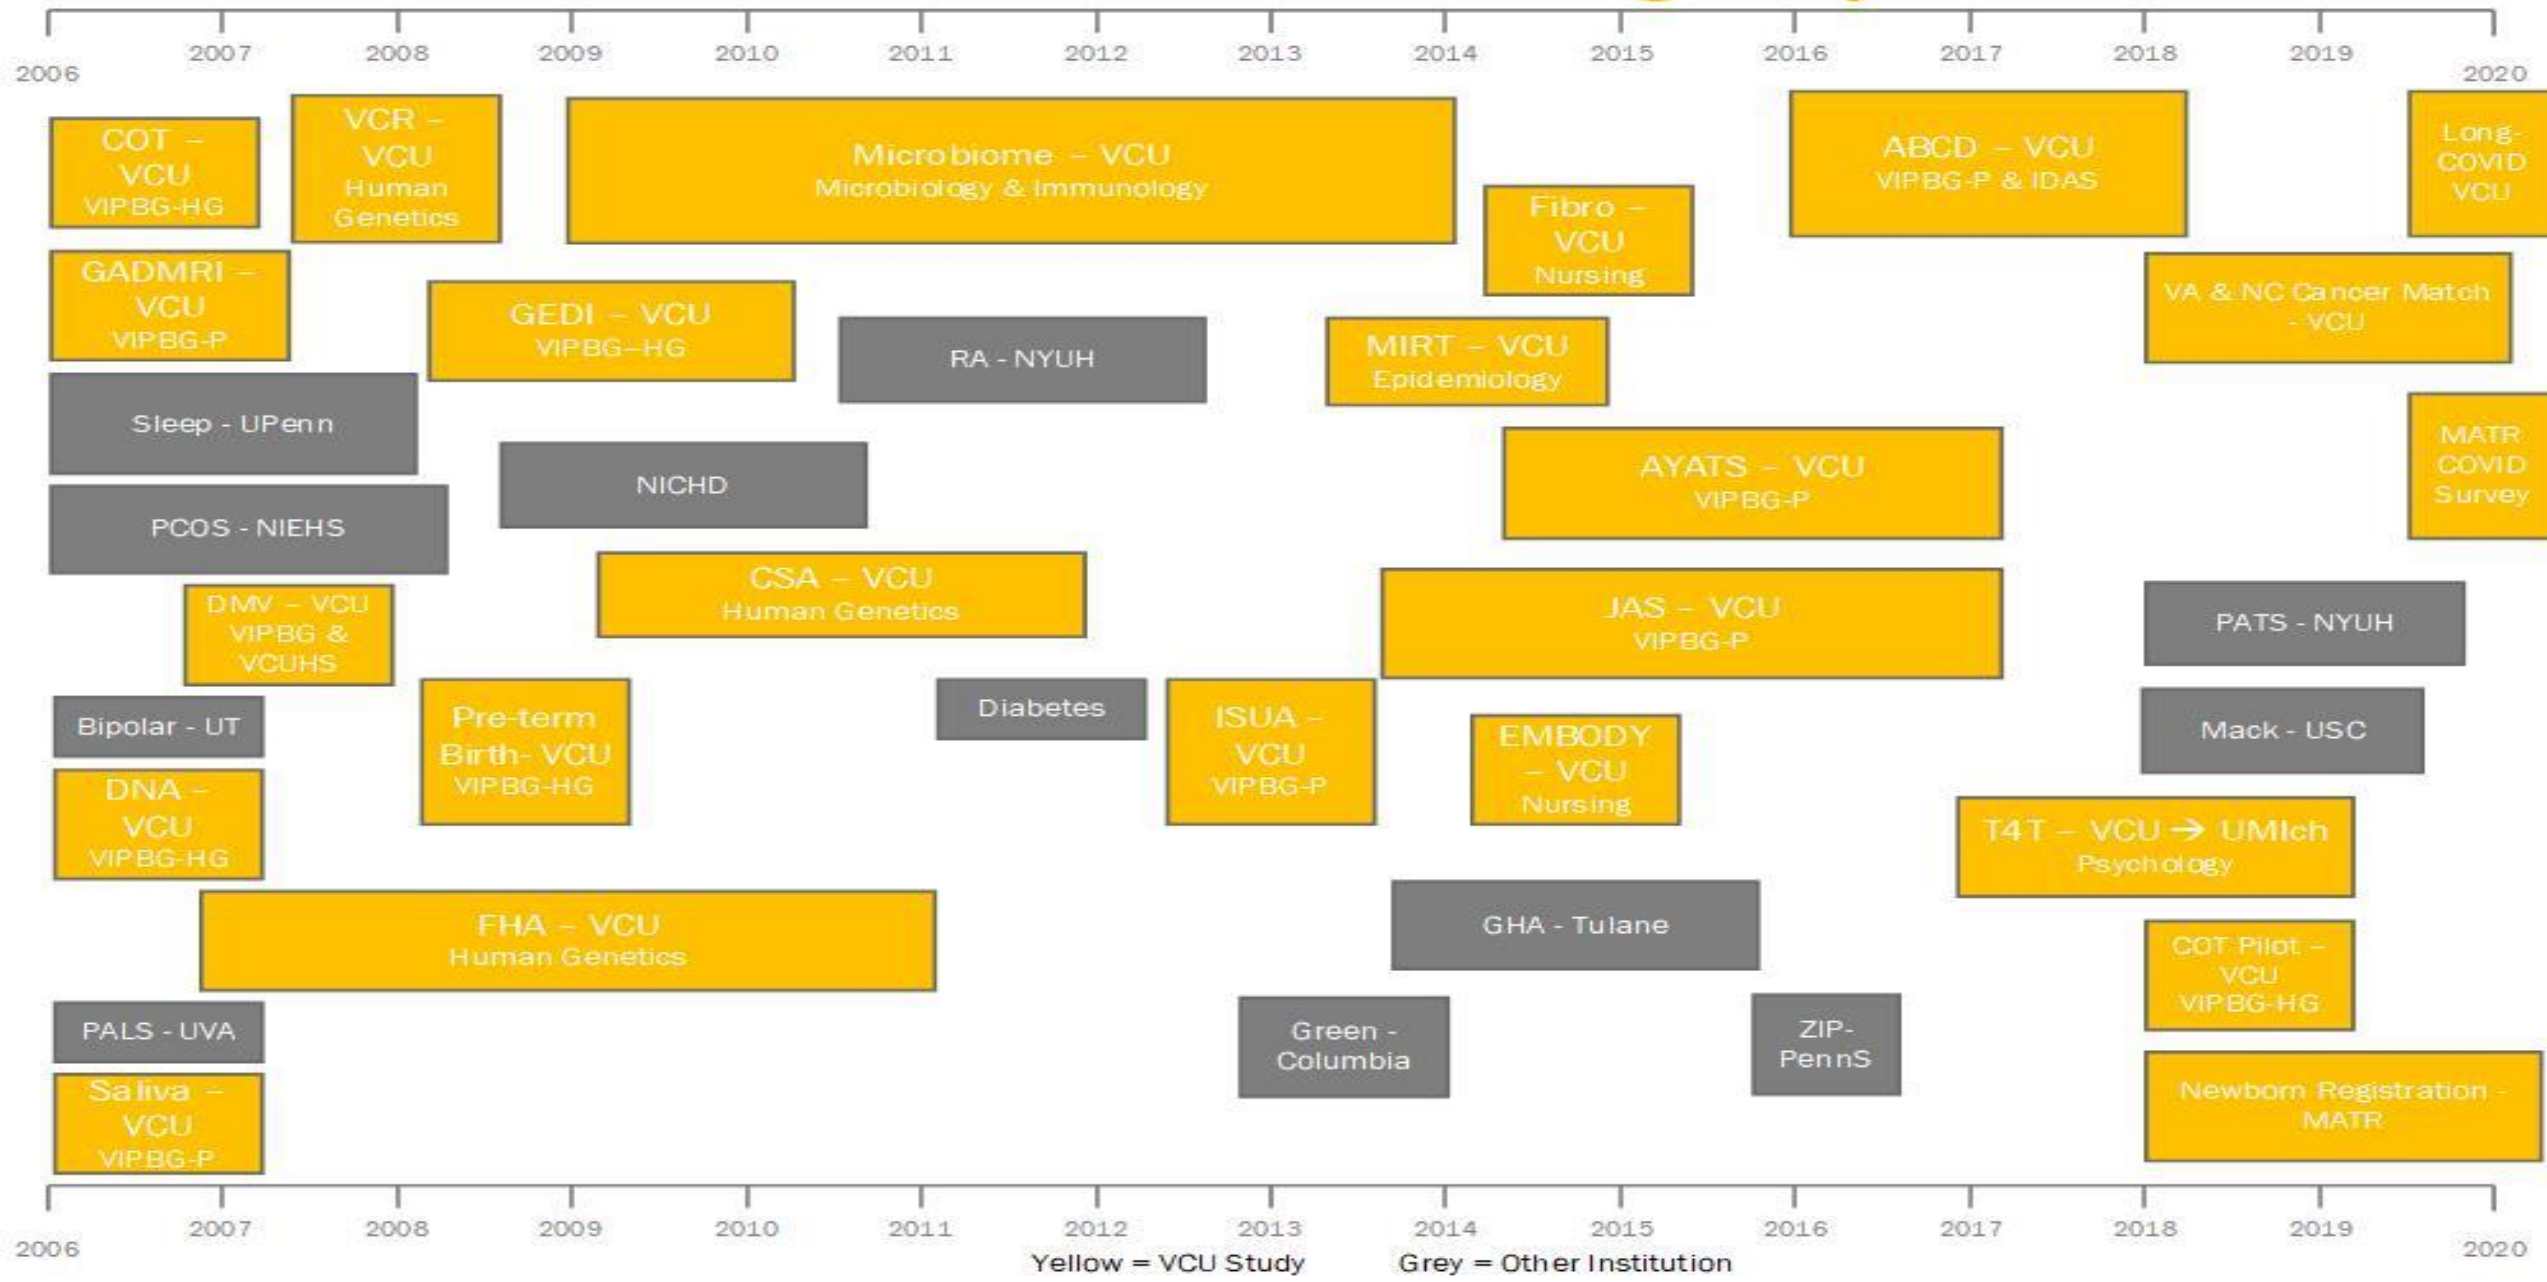 2006 2007 2008 2009 2010 2011 2012 2013 2014 2015 2016 2017 2018 2019 2020
COT –
VCU
VIPBG-HG
VCR –
VCU
Human
Genetics
Microbiome – VCU
Microbiology & Immunology
Fibro –
VCU
Nursing
ABCD – VCU
VIPBG-P & IDAS
Long-
COVID
VCU
GADMRI –
VCU
VIPBG-P
GEDI – VCU
VIPBG–HG
RA - NYUH
MIRT – VCU
Epidemiology
VA & NC Cancer Match
- VCU
Sleep - UPenn
NICHD
AYATS – VCU
VIPBG-P
MATR
COVID
Survey
PCOS - NIEHS
CSA – VCU
Human Genetics
JAS – VCU
VIPBG-P
PATS - NYUH
DMV – VCU
VIPBG &
VCUHS
Bipolar - UT
Pre-term
Birth- VCU
VIPBG-HG
Diabetes
ISUA –
VCU
VIPBG-P
EMBODY
– VCU
Nursing
Mack - USC
DNA –
VCU
VIPBG-HG
T4T – VCU → UMIch
Psychology
FHA – VCU
Human Genetics
GHA - Tulane
COT Pilot –
VCU
VIPBG-HG
PALS - UVA
Green -
Columbia
ZIP-
PennS
Saliva –
VCU
VIPBG-P
Newborn Registration -
MATR
2006 2007 2008 2009 2010 2011 2012 2013 2014 2015 2016 2017 2018 2019 2020
Yellow = VCU Study Grey = Other Institution